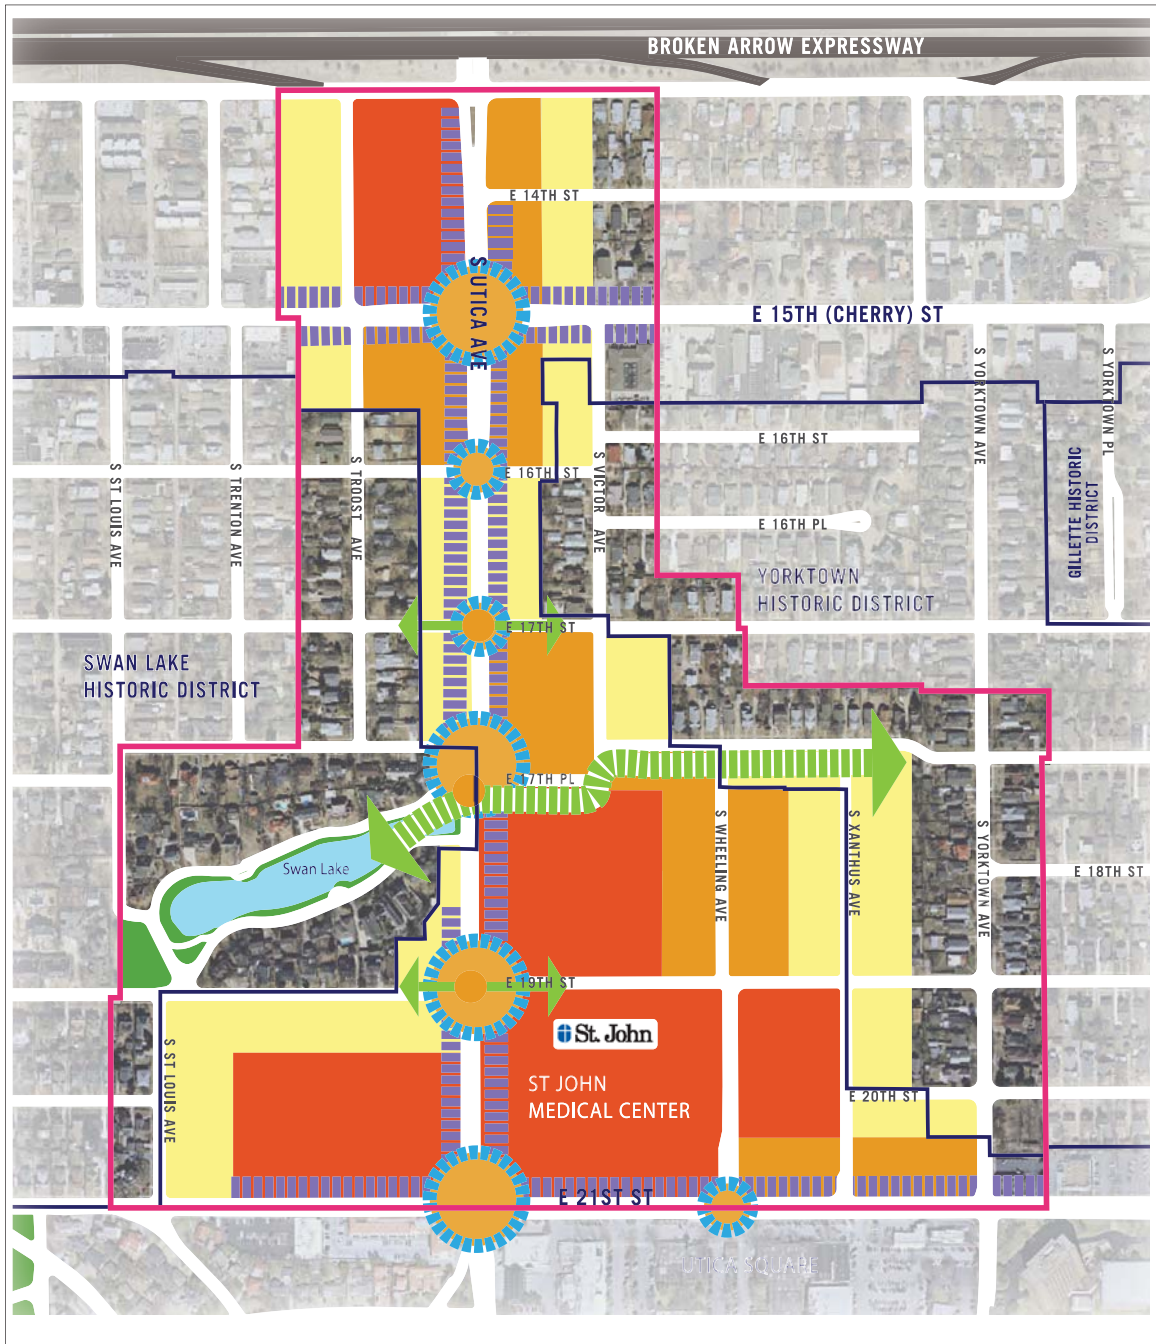 BROKEN ARROW EXPRESSWAY
E 14TH ST
S UTICA AVE
E 15TH (CHERRY) ST
S YORKTOWN AVE
S YORKTOWN PL
E 16TH ST
GILLETTE HISTORIC
DISTRICT
S ST LOUIS AVE
S TRENTON AVE
S TROOST AVE
E 16TH ST
S VICTOR AVE
E 16TH PL
YORKTOWN
HISTORIC DISTRICT
E 17TH ST
SWAN LAKE
HISTORIC DISTRICT
E 17TH PL
Swan Lake
S WHEELING AVE
S XANTHUS AVE
S YORKTOWN AVE
E 18TH ST
E 19TH ST
St. John
ST JOHN
MEDICAL CENTER
S ST LOUIS AVE
E 20TH ST
E 21ST ST
UTICA SQUARE